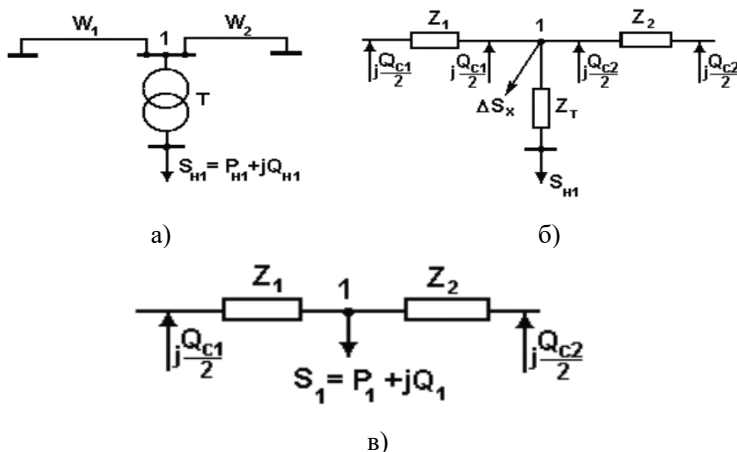 W₁ 1 W₂
T
Sн1 = Pн1 + jQн1
а)
Z₁ 1 Z₂
jQc1/2 jQc1/2 jQc2/2 jQc2/2
ΔSx Zт
Sн1
б)
Z₁ 1 Z₂
jQc1/2 jQc2/2
S₁ = P₁ + jQ₁
в)